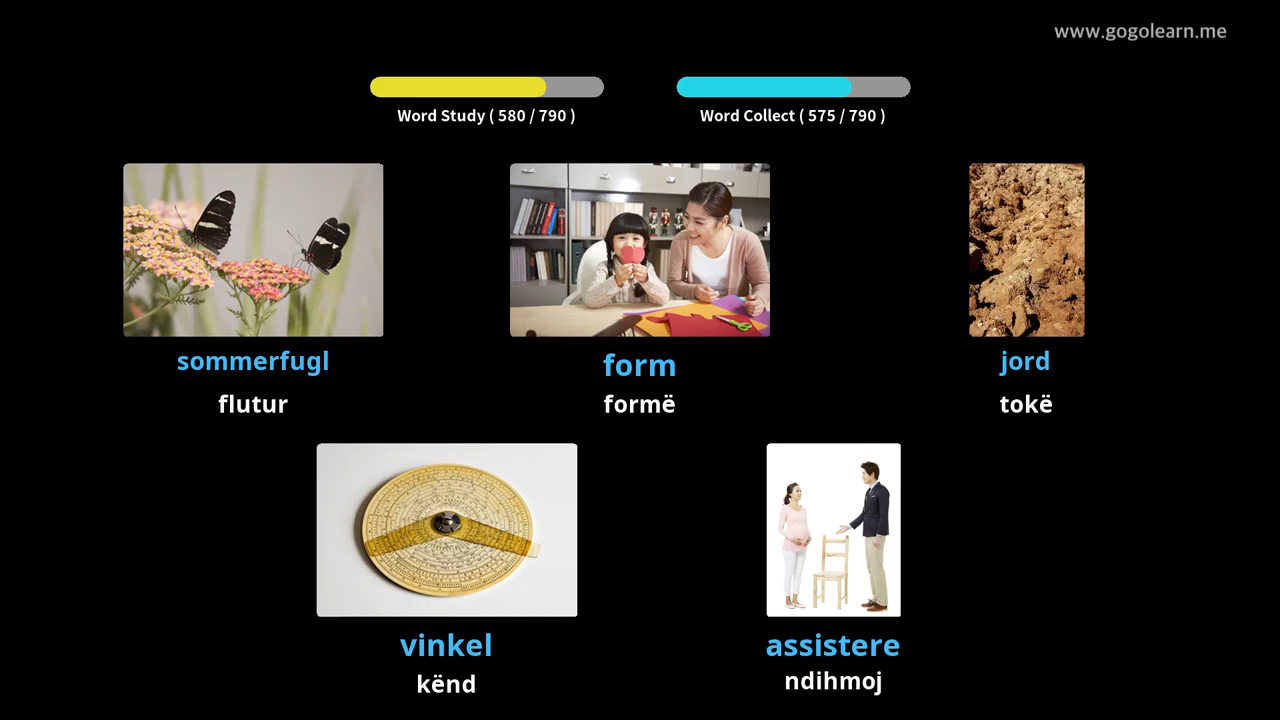 www.gogolearn.me
Word Study ( 580 / 790 )
Word Collect ( 575 / 790 )
sommerfugl
flutur
form
formë
jord
tokë
vinkel
kënd
assistere
ndihmoj